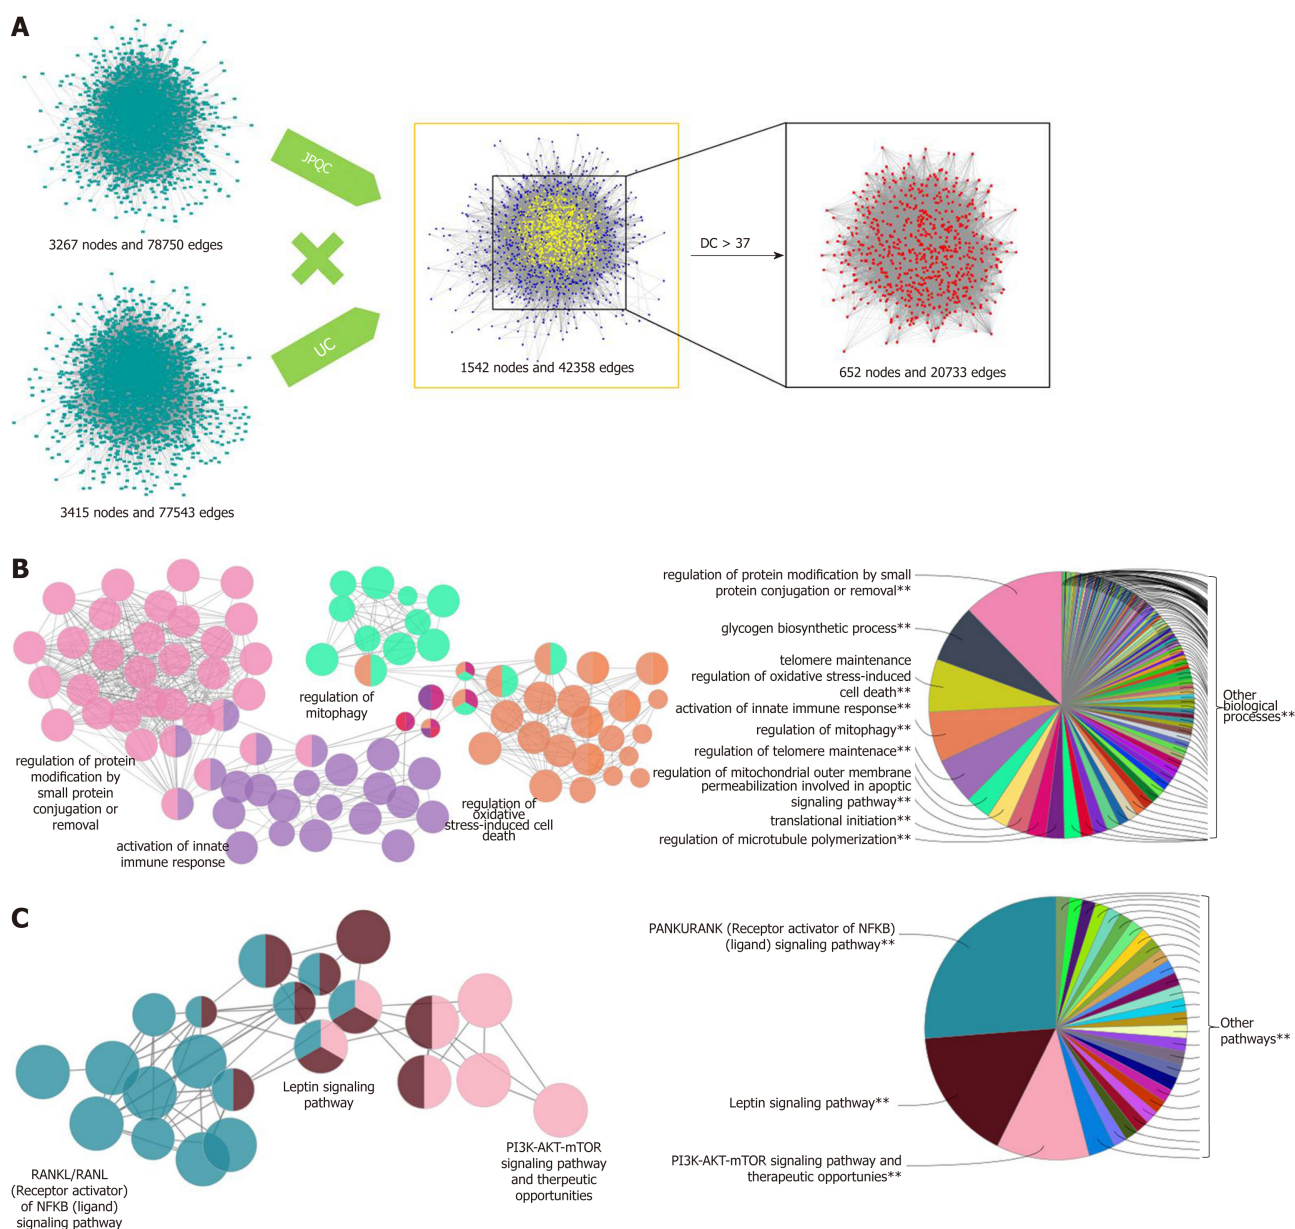 A
JPQC
3267 nodes and 78750 edges
UC
3415 nodes and 77543 edges
1542 nodes and 42358 edges
DC > 37
652 nodes and 20733 edges
B
regulation of protein
modification by
small protein
conjugation or
removal
regulation of
mitophagy
activation of innate
immune response
regulation of
oxidative
stress-induced cell
death
regulation of protein modification by small
protein conjugation or removal**
glycogen biosynthetic process**
telomere maintenance
regulation of oxidative stress-induced
cell death**
activation of innate immune response**
regulation of mitophagy**
regulation of telomere maintenace**
regulation of mitochondrial outer membrane
permeabilization involved in apoptic
signaling pathway**
translational initiation**
regulation of microtubule polymerization**
Other
biological
processes**
C
RANKL/RANL
(Receptor activator)
of NFKB (ligand)
signaling pathway
Leptin signaling
pathway
PI3K-AKT-mTOR
signaling pathway
and therpeutic
opportunities
PANKURANK (Receptor activator of NFKB)
(ligand) signaling pathway**
Leptin signaling pathway**
PI3K-AKT-mTOR signaling pathway and
therapeutic opportunies**
Other
pathways**